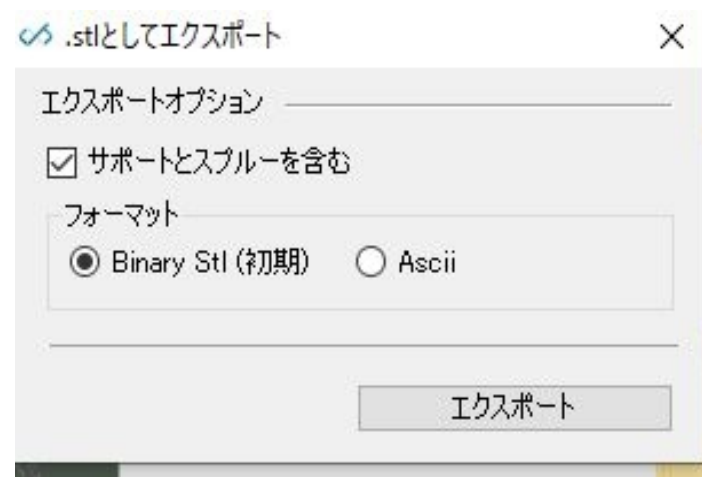 .stlとしてエクスポート
エクスポートオプション
サポートとスプルーを含む
フォーマット
Binary Stl (初期) Ascii
エクスポート